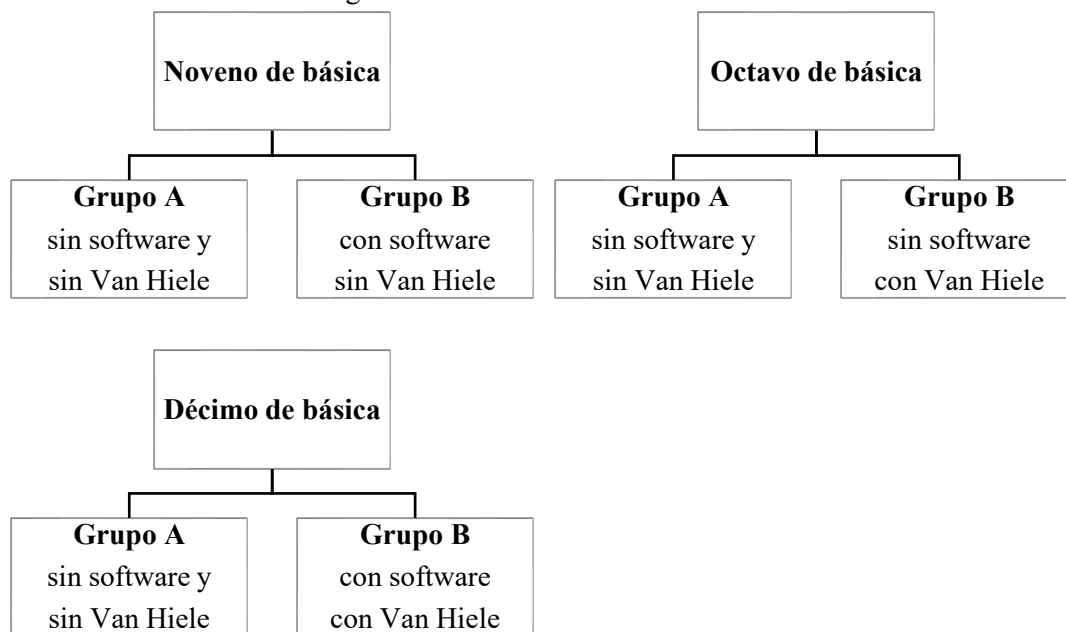 Noveno de básica
Grupo A
sin software y
sin Van Hiele
Grupo B
con software
sin Van Hiele
Octavo de básica
Grupo A
sin software y
sin Van Hiele
Grupo B
sin software
con Van Hiele
Décimo de básica
Grupo A
sin software y
sin Van Hiele
Grupo B
con software
con Van Hiele